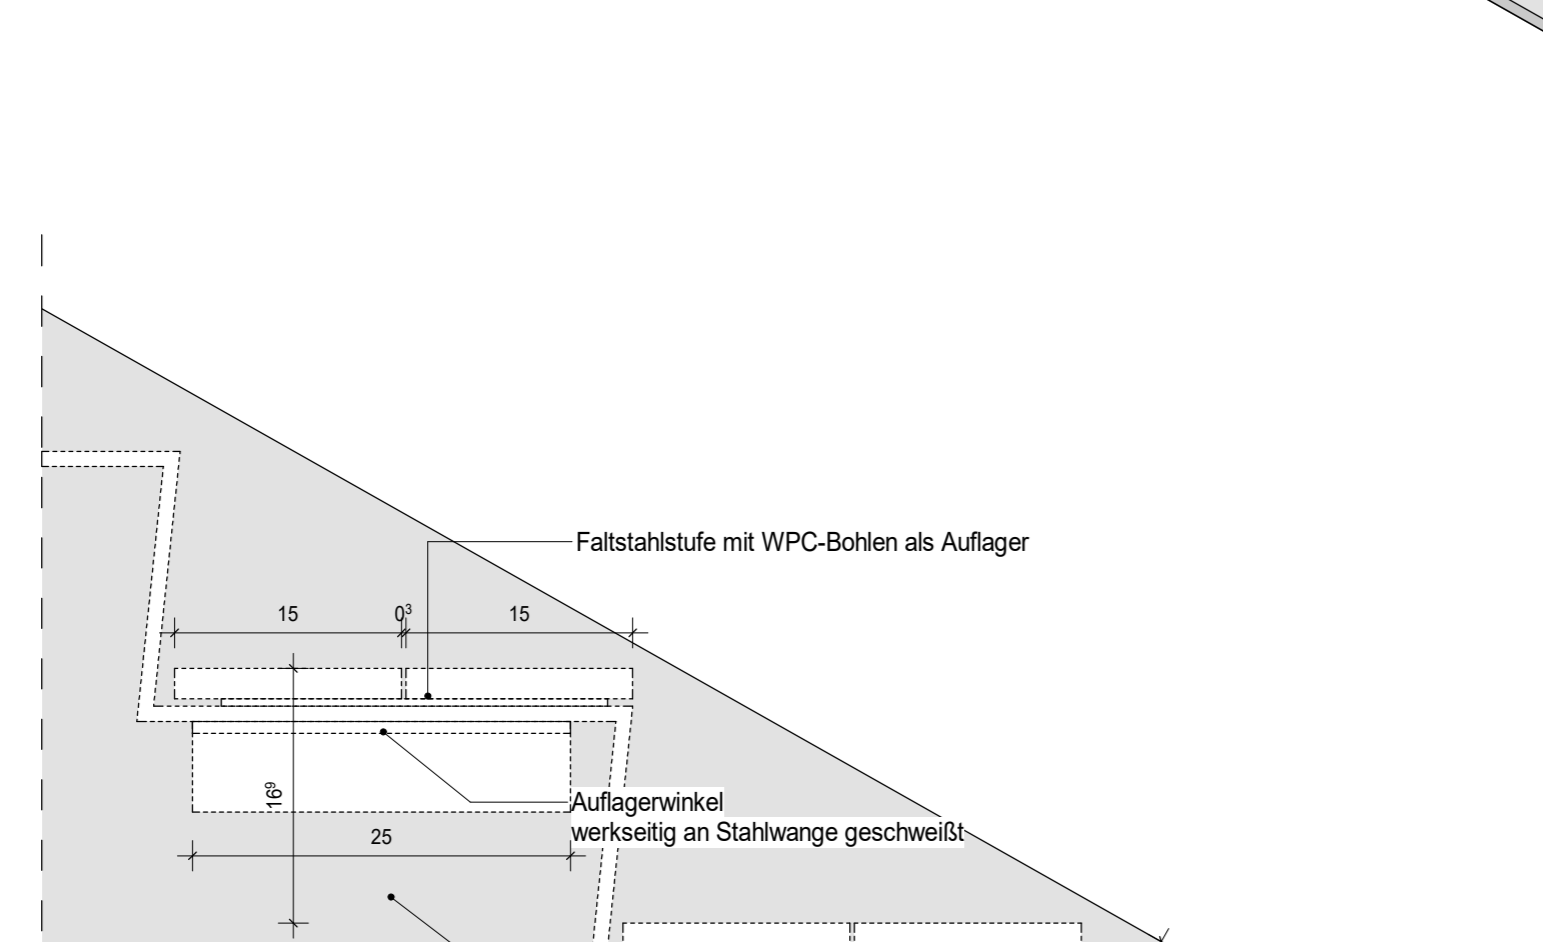 Faltstahlstufe mit WPC-Bohlen als Auflager
15
0³
15
16⁹
Auflagerwinkel
werkseitig an Stahlwange geschweißt
25